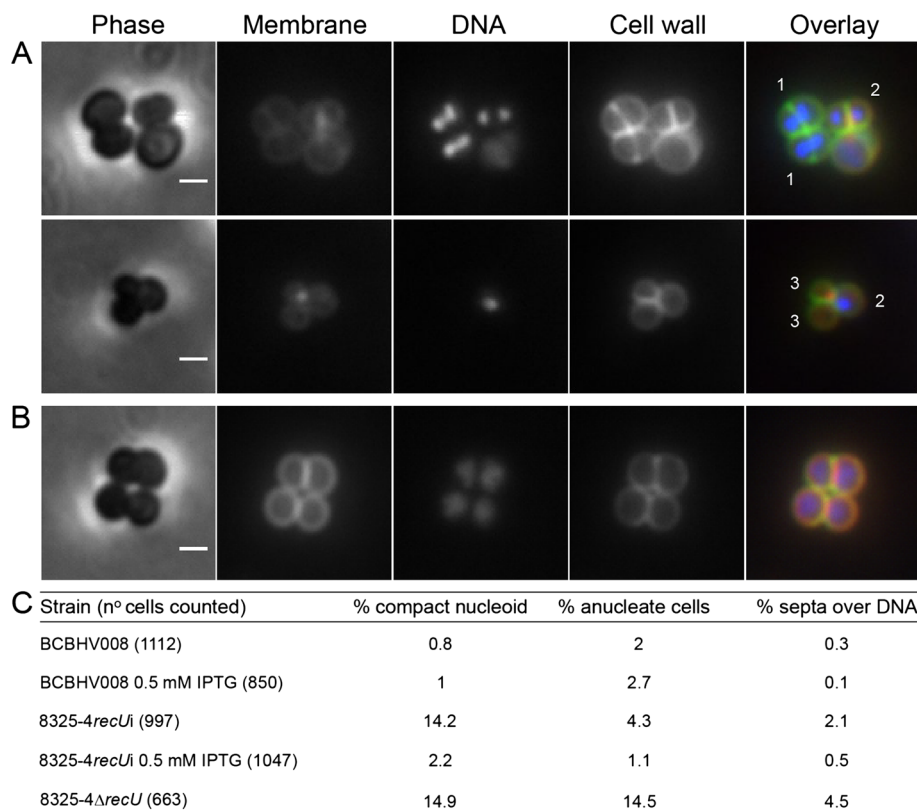 Phase Membrane DNA Cell wall Overlay
A
1
2
1
3
2
3
B
C Strain (nº cells counted) % compact nucleoid % anucleate cells % septa over DNA
BCBHV008 (1112) 0.8 2 0.3
BCBHV008 0.5 mM IPTG (850) 1 2.7 0.1
8325-4recUi (997) 14.2 4.3 2.1
8325-4recUi 0.5 mM IPTG (1047) 2.2 1.1 0.5
8325-4ΔrecU (663) 14.9 14.5 4.5